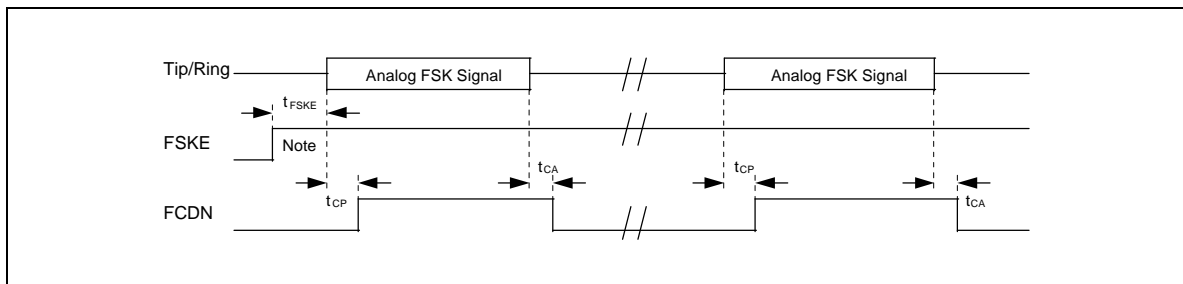 Tip/Ring
Analog FSK Signal
Analog FSK Signal
tFSKE
FSKE
Note
tCA
tCP
tCP
tCA
FCDN